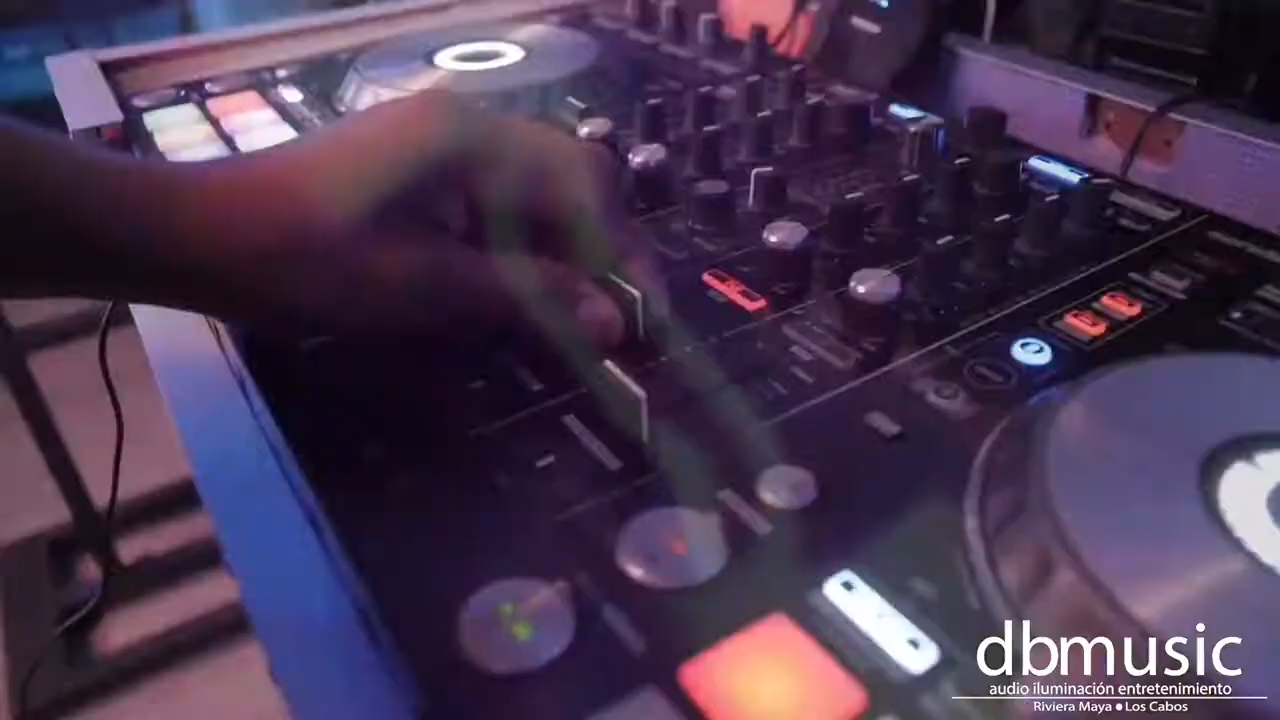 dbmusic
audio iluminación entretenimiento
Riviera Maya ● Los Cabos